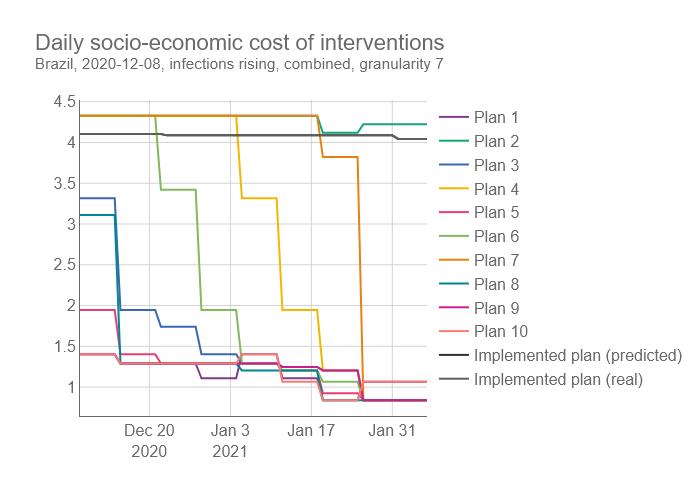 Daily socio-economic cost of interventions
Brazil, 2020-12-08, infections rising, combined, granularity 7
4.5
4
3.5
3
2.5
2
1.5
1
Dec 20
2020
Jan 3
2021
Jan 17
Jan 31
Plan 1
Plan 2
Plan 3
Plan 4
Plan 5
Plan 6
Plan 7
Plan 8
Plan 9
Plan 10
Implemented plan (predicted)
Implemented plan (real)